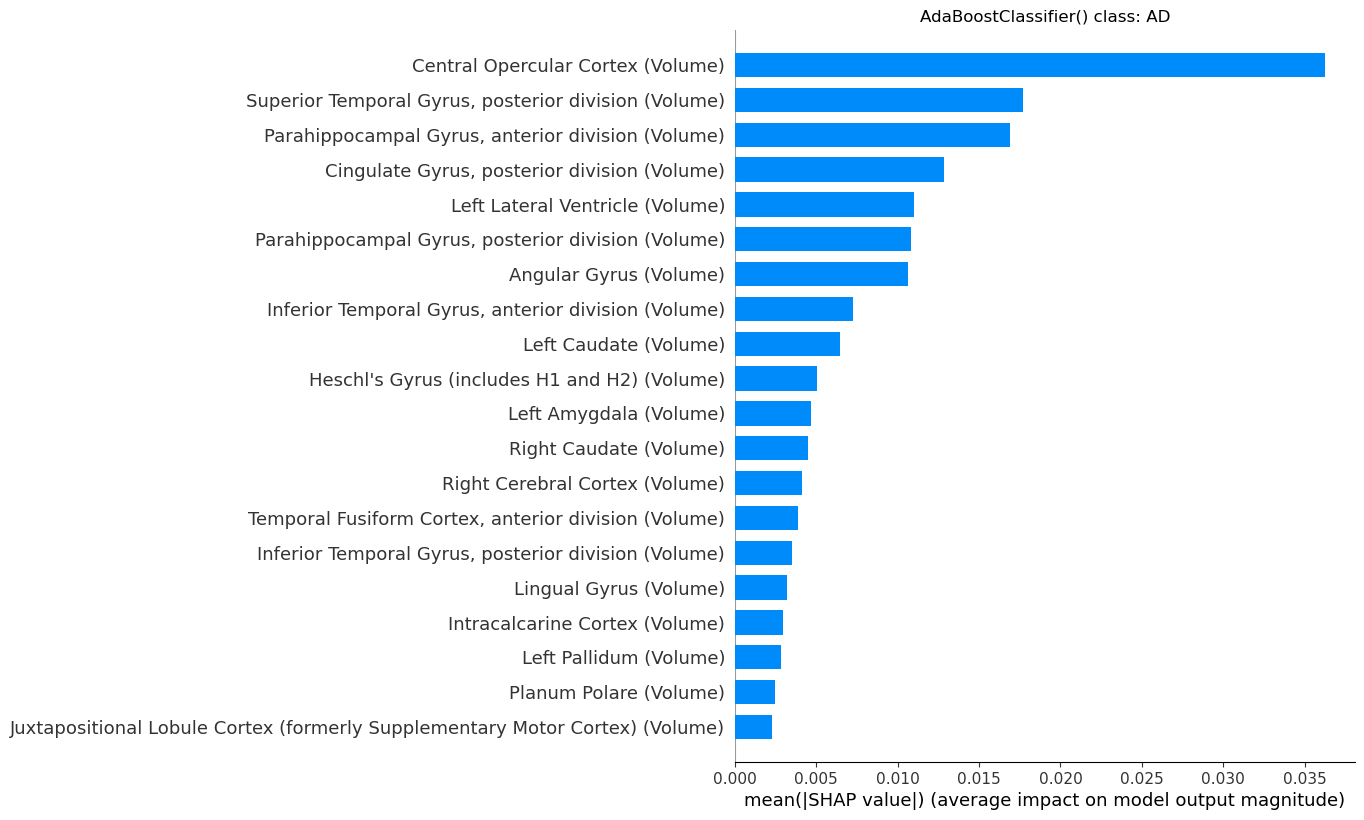 AdaBoostClassifier() class: AD
Central Opercular Cortex (Volume)
Superior Temporal Gyrus, posterior division (Volume)
Parahippocampal Gyrus, anterior division (Volume)
Cingulate Gyrus, posterior division (Volume)
Left Lateral Ventricle (Volume)
Parahippocampal Gyrus, posterior division (Volume)
Angular Gyrus (Volume)
Inferior Temporal Gyrus, anterior division (Volume)
Left Caudate (Volume)
Heschl's Gyrus (includes H1 and H2) (Volume)
Left Amygdala (Volume)
Right Caudate (Volume)
Right Cerebral Cortex (Volume)
Temporal Fusiform Cortex, anterior division (Volume)
Inferior Temporal Gyrus, posterior division (Volume)
Lingual Gyrus (Volume)
Intracalcarine Cortex (Volume)
Left Pallidum (Volume)
Planum Polare (Volume)
Juxtapositional Lobule Cortex (formerly Supplementary Motor Cortex) (Volume)
0.000 0.005 0.010 0.015 0.020 0.025 0.030 0.035
mean(|SHAP value|) (average impact on model output magnitude)